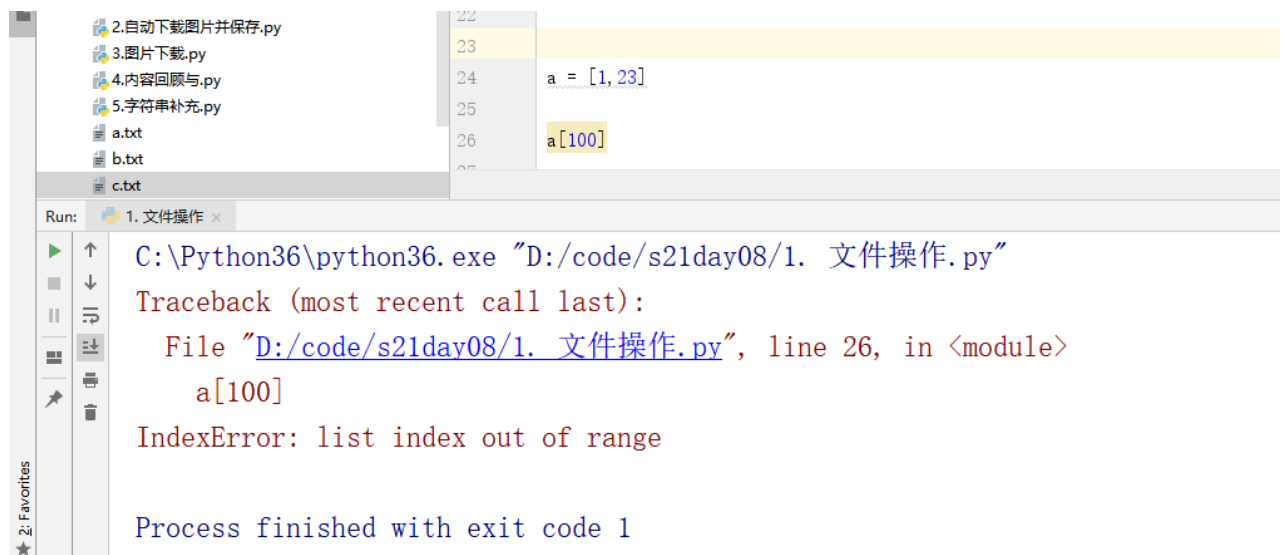 2.自动下载图片并保存.py
3.图片下载.py
4.内容回顾与.py
5.字符串补充.py
a.txt
b.txt
c.txt
22
23
24 a = [1,23]
25
26 a[100]
27
Run: 1. 文件操作
C:\Python36\python36.exe "D:/code/s21day08/1. 文件操作.py"
Traceback (most recent call last):
File "D:/code/s21day08/1. 文件操作.py", line 26, in <module>
a[100]
IndexError: list index out of range
Process finished with exit code 1
2: Favorites